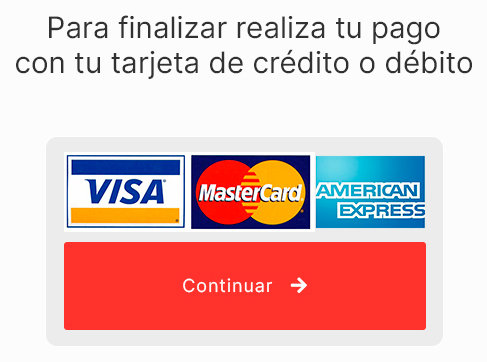 Para finalizar realiza tu pago
con tu tarjeta de crédito o débito
VISA MasterCard AMERICAN
EXPRESS
Continuar